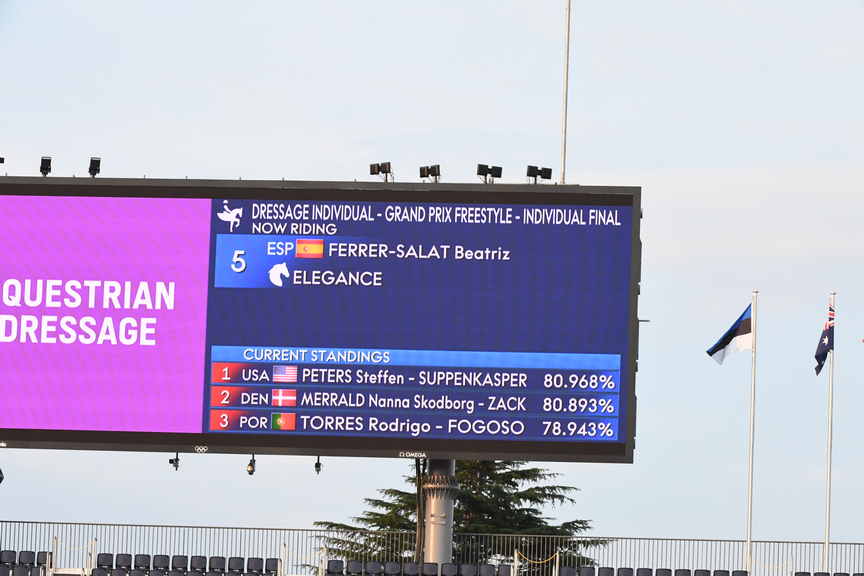 QUESTRIAN
DRESSAGE
DRESSAGE INDIVIDUAL - GRAND PRIX FREESTYLE - INDIVIDUAL FINAL
NOW RIDING
5
ESP FERRER-SALAT Beatriz
ELEGANCE
CURRENT STANDINGS
1 USA PETERS Steffen - SUPPENKASPER 80.968%
2 DEN MERRALD Nanna Skodborg - ZACK 80.893%
3 POR TORRES Rodrigo - FOGOSO 78.943%
Ω OMEGA